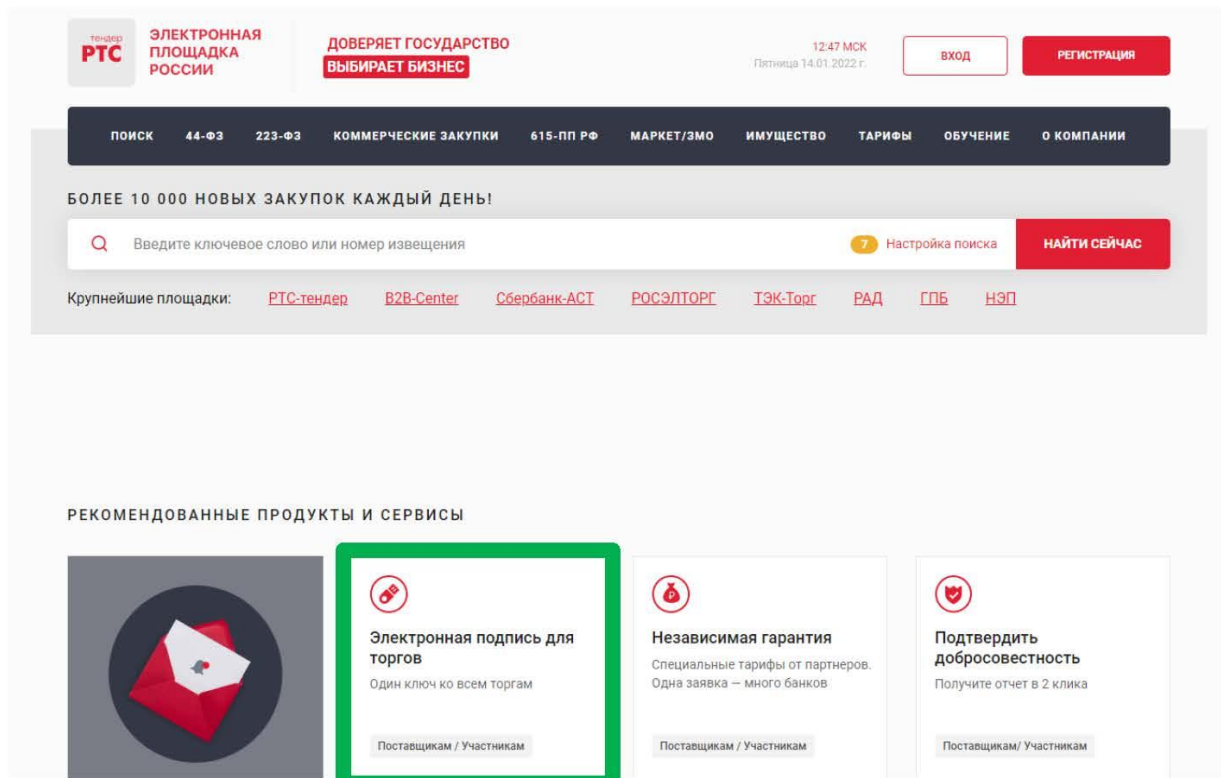 тендер
РТС
ЭЛЕКТРОННАЯ
ПЛОЩАДКА
РОССИИ
ДОВЕРЯЕТ ГОСУДАРСТВО
ВЫБИРАЕТ БИЗНЕС
12:47 МСК
Пятница 14.01.2022 г.
ВХОД
РЕГИСТРАЦИЯ
ПОИСК 44-ФЗ 223-ФЗ КОММЕРЧЕСКИЕ ЗАКУПКИ 615-ПП РФ МАРКЕТ/ЗМО ИМУЩЕСТВО ТАРИФЫ ОБУЧЕНИЕ О КОМПАНИИ
БОЛЕЕ 10 000 НОВЫХ ЗАКУПОК КАЖДЫЙ ДЕНЬ!
Введите ключевое слово или номер извещения 7 Настройка поиска НАЙТИ СЕЙЧАС
Крупнейшие площадки: РТС-тендер B2B-Center Сбербанк-АСТ РОСЭЛТОРГ ТЭК-Торг РАД ГПБ НЭП
РЕКОМЕНДОВАННЫЕ ПРОДУКТЫ И СЕРВИСЫ
Электронная подпись для
торгов
Один ключ ко всем торгам
Поставщикам / Участникам
Независимая гарантия
Специальные тарифы от партнеров.
Одна заявка — много банков
Поставщикам / Участникам
Подтвердить
добросовестность
Получите отчет в 2 клика
Поставщикам/ Участникам